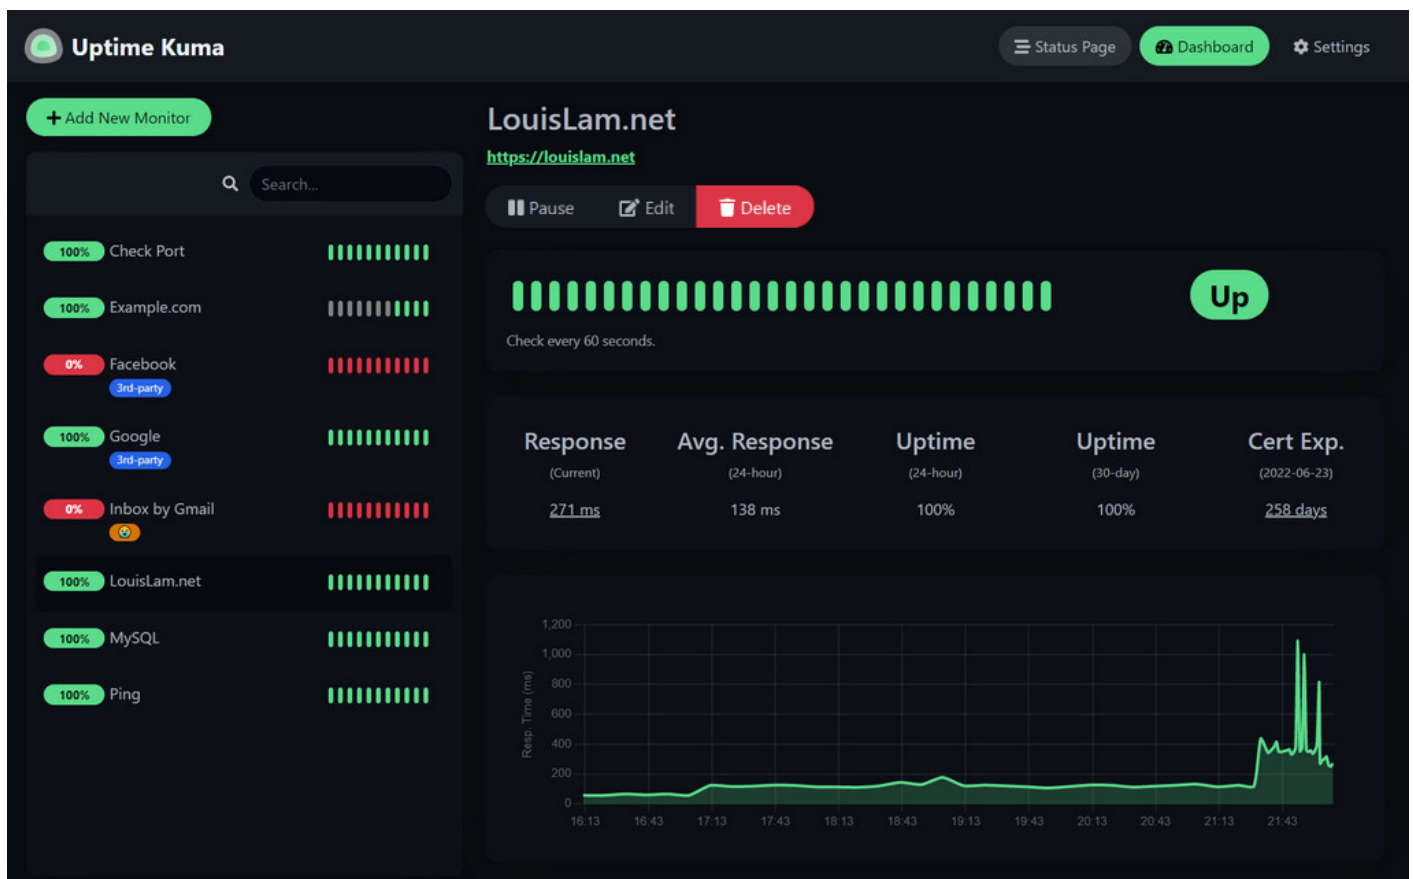 Uptime Kuma
Status Page
Dashboard
Settings
Add New Monitor
Search...
100% Check Port
100% Example.com
0% Facebook
3rd-party
100% Google
3rd-party
0% Inbox by Gmail
100% LouisLam.net
100% MySQL
100% Ping
LouisLam.net
https://louislam.net
Pause Edit Delete
Up
Check every 60 seconds.
Response Avg. Response Uptime Uptime Cert Exp.
(Current) (24-hour) (24-hour) (30-day) (2022-06-23)
271 ms 138 ms 100% 100% 258 days
Resp. Time (ms)
1,200
1,000
800
600
400
200
0
16:13 16:43 17:13 17:43 18:13 18:43 19:13 19:43 20:13 20:43 21:13 21:43